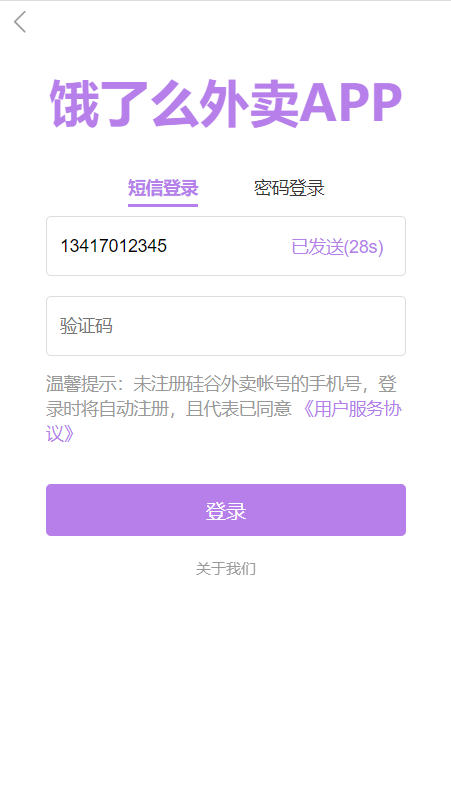 饿了么外卖APP
短信登录 密码登录
13417012345 已发送(28s)
验证码
温馨提示：未注册硅谷外卖帐号的手机号，登
录时将自动注册，且代表已同意《用户服务协
议》
登录
关于我们